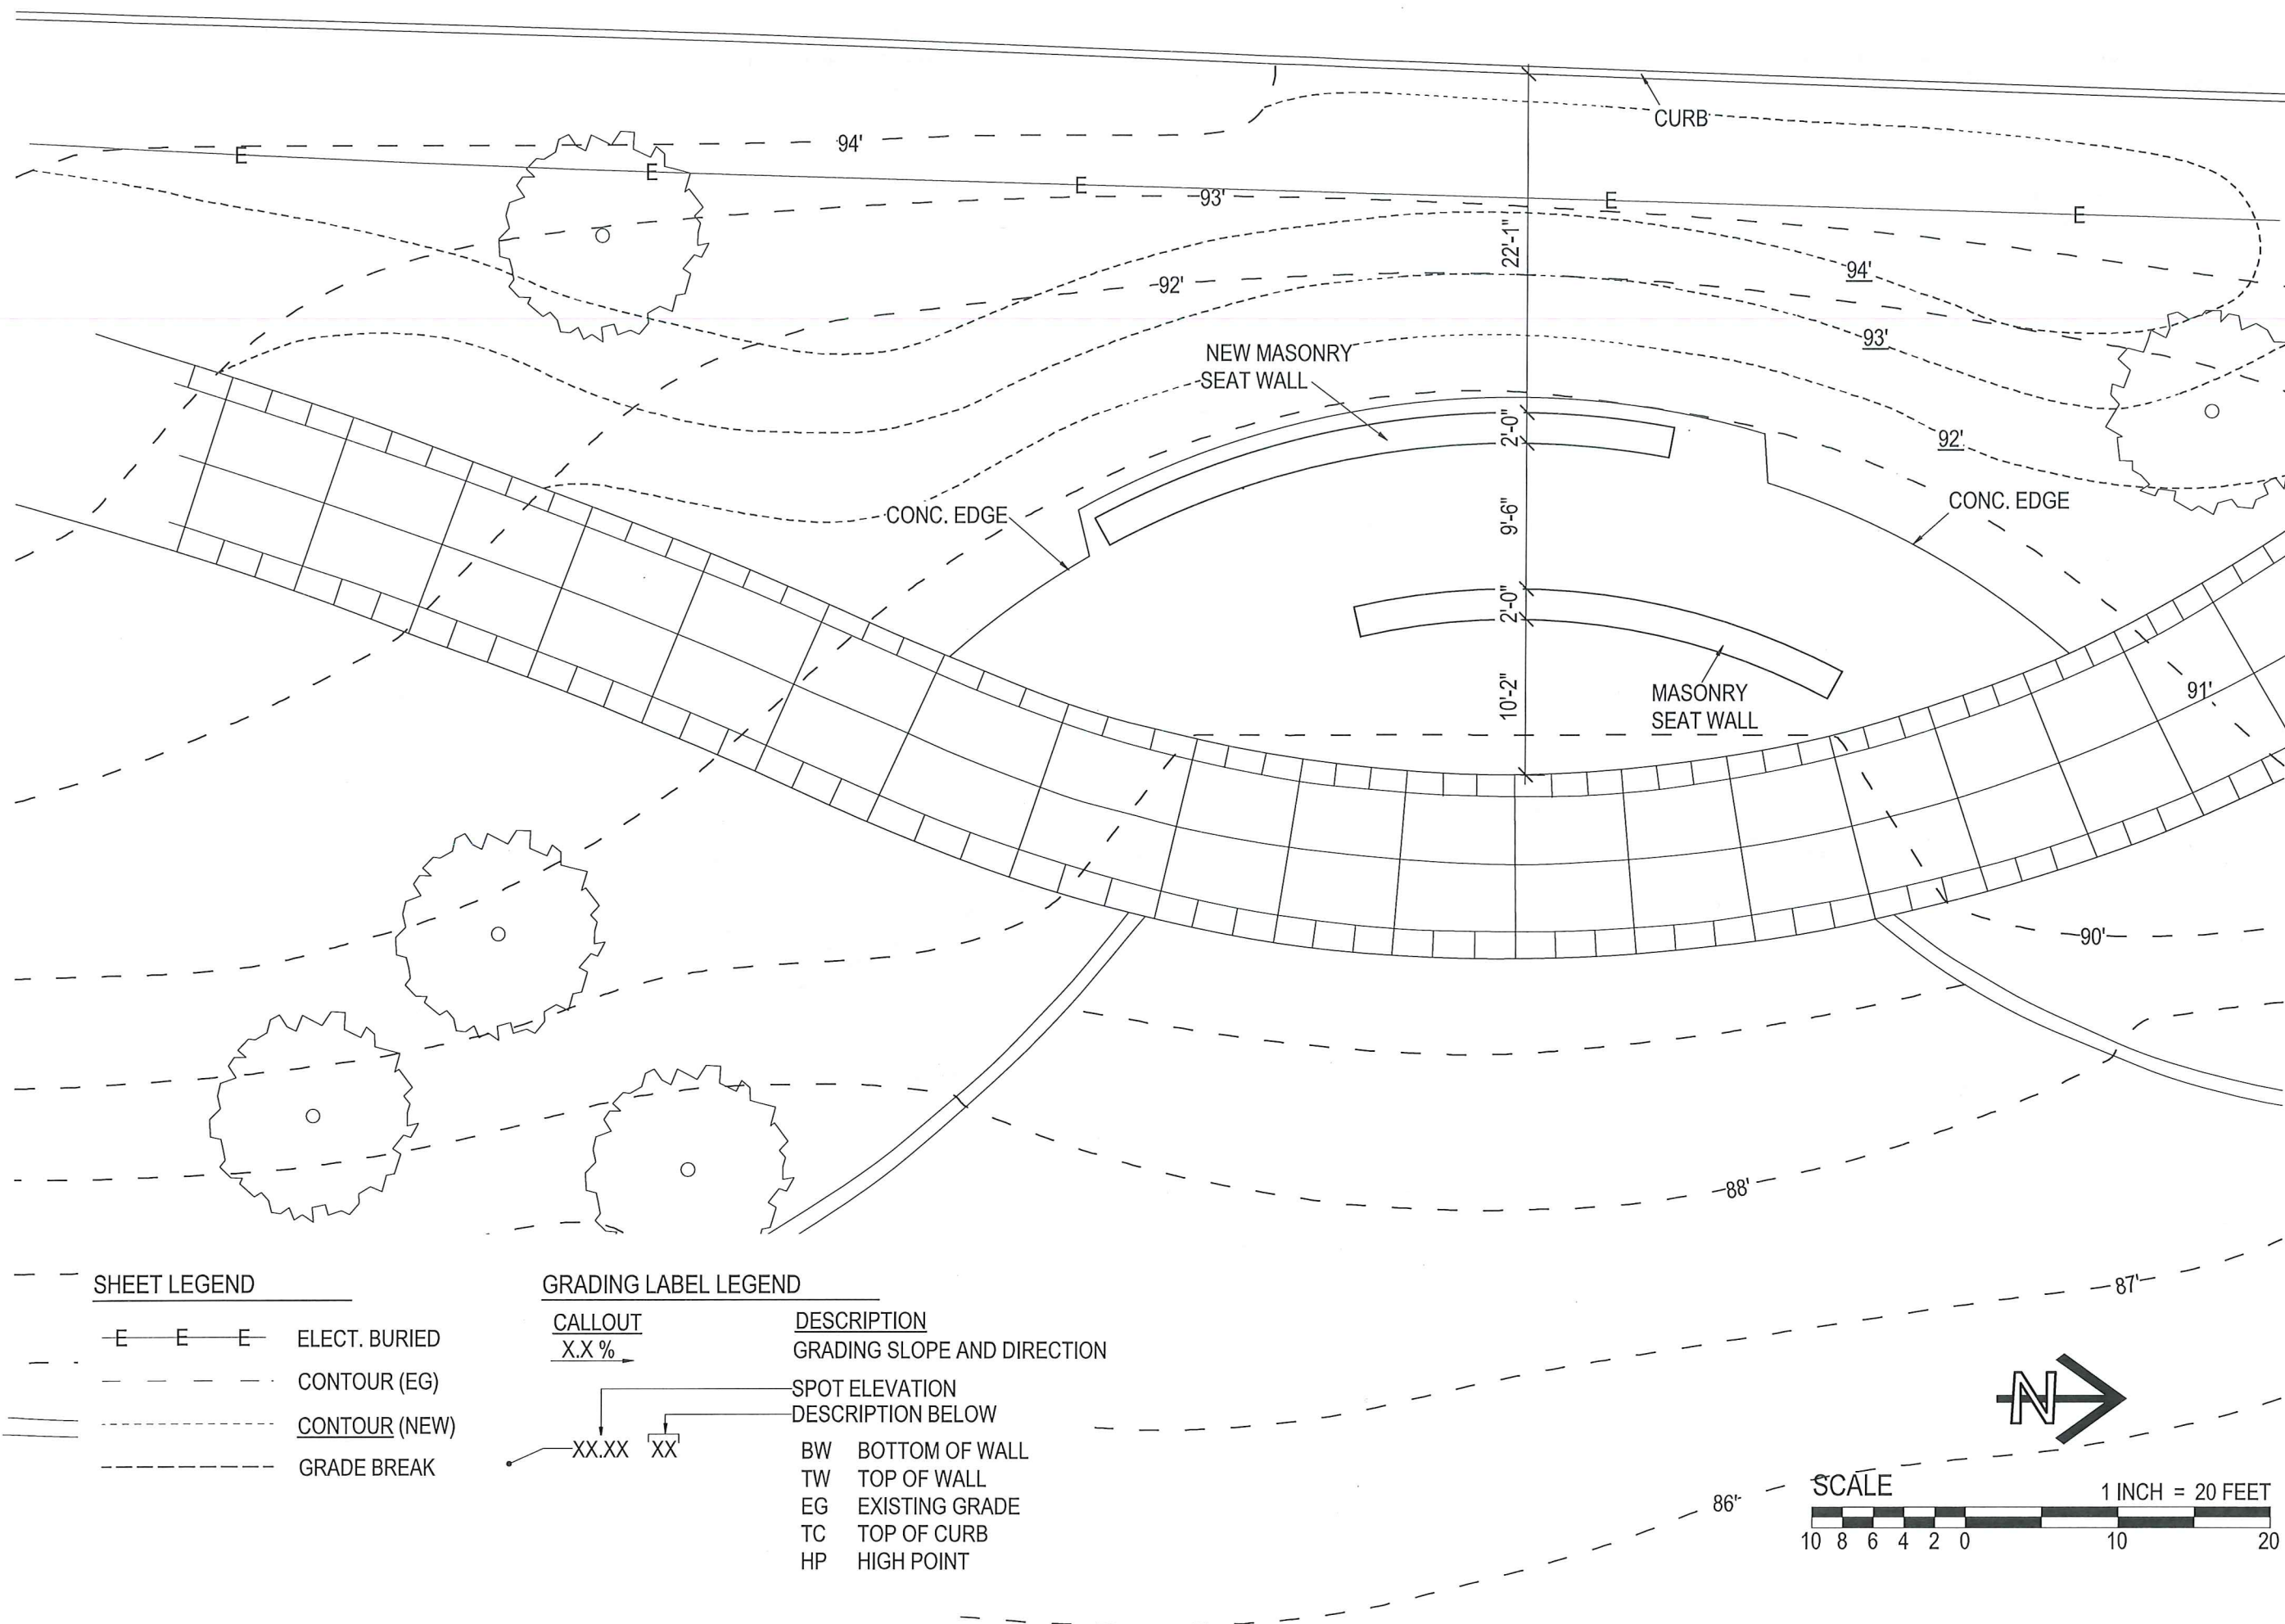 CURB
94'
E
E
E
E
E
93'
22'-1"
94'
92'
93'
NEW MASONRY
SEAT WALL
2'-0"
92'
CONC. EDGE
9'-6"
CONC. EDGE
2'-0"
10'-2"
MASONRY
SEAT WALL
91'
90'
88'
87'
SHEET LEGEND
E E E ELECT. BURIED
CONTOUR (EG)
CONTOUR (NEW)
GRADE BREAK
GRADING LABEL LEGEND
CALLOUT DESCRIPTION
X.X % GRADING SLOPE AND DIRECTION
SPOT ELEVATION
DESCRIPTION BELOW
XX.XX XX
BW BOTTOM OF WALL
TW TOP OF WALL
EG EXISTING GRADE
TC TOP OF CURB
HP HIGH POINT
N
86'
SCALE 1 INCH = 20 FEET
10 8 6 4 2 0 10 20